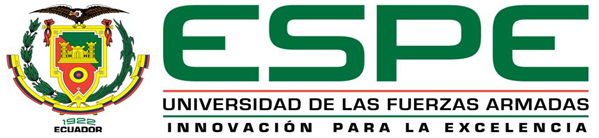 ESPE
UNIVERSIDAD DE LAS FUERZAS ARMADAS
INNOVACIÓN PARA LA EXCELENCIA
1922
ECUADOR